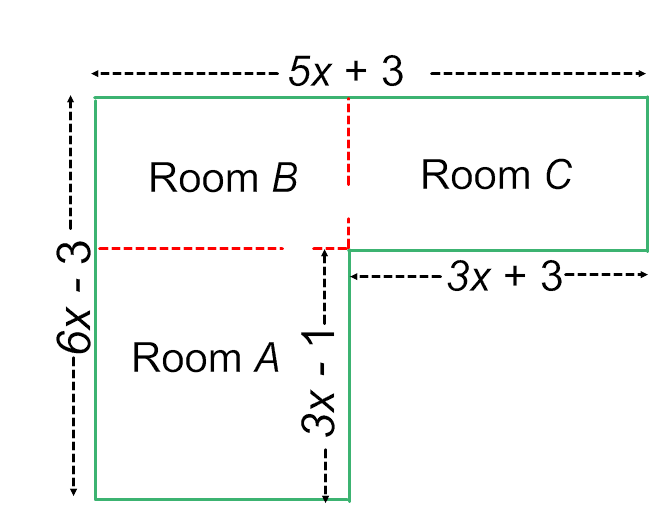 5x + 3
Room B
Room C
6x - 3
3x + 3
Room A
3x - 1